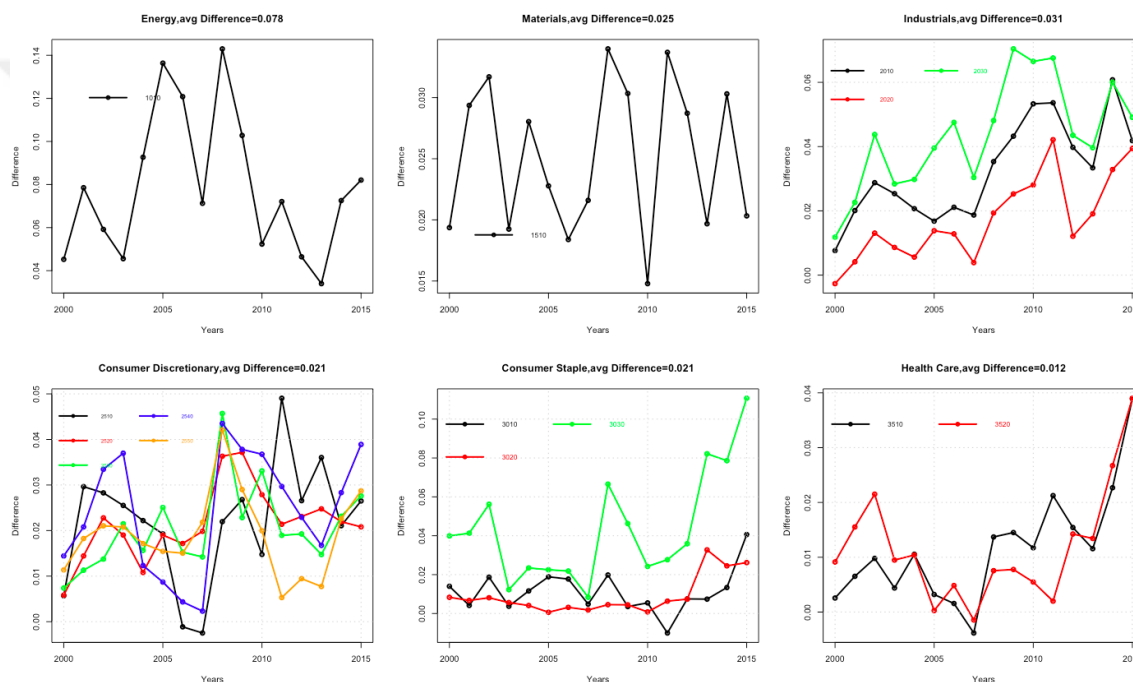 Energy,avg Difference=0.078
Difference
0.14
0.12
0.10
0.08
0.06
0.04
1010
2000 2005 2010 2015
Years
Materials,avg Difference=0.025
Difference
0.030
0.025
0.020
0.015
1510
2000 2005 2010 2015
Years
Industrials,avg Difference=0.031
Difference
0.06
0.04
0.02
0.00
2010 2030
2020
2000 2005 2010
Years
Consumer Discretionary,avg Difference=0.021
Difference
0.05
0.04
0.03
0.02
0.01
0.00
2510 2540
2520
2000 2005 2010 2015
Years
Consumer Staple,avg Difference=0.021
Difference
0.10
0.08
0.06
0.04
0.02
0.00
3010 3030
3020
2000 2005 2010 2015
Years
Health Care,avg Difference=0.012
Difference
0.04
0.03
0.02
0.01
0.00
3510 3520
2000 2005 2010
Years